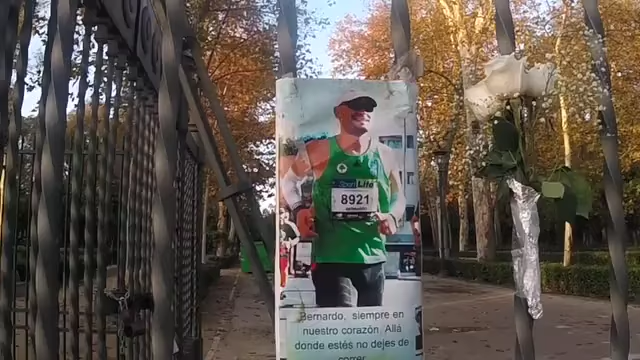 8921
Bernardo, siempre en
nuestro corazón. Allá
donde estés no dejes de
correr